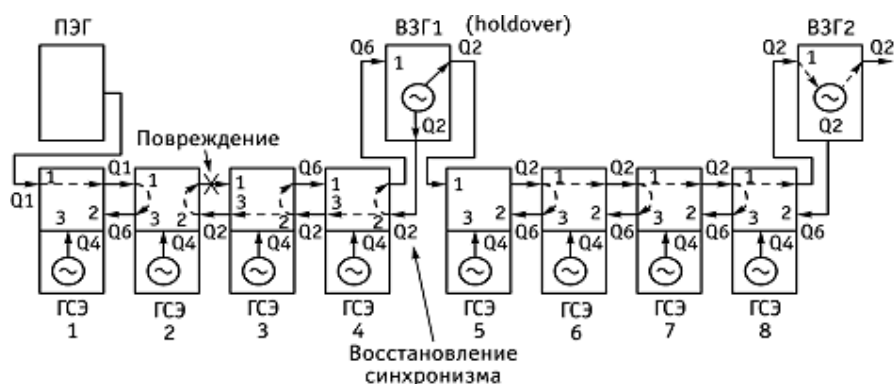 ПЭГ
ВЗГ1 (holdover)
ВЗГ2
Q6 1 Q2
Q2 1 Q2
Q2
Q2
Повреждение
Q1 1 Q1 1 1 Q6 1 1 Q2 1 Q2 1 Q2 1
3 2 3 2 3 2 3 2 3 2 3 2 3 2 3 2
Q2 Q2 Q2 Q6 Q6 Q6 Q6
Q4 Q4 Q4 Q4 Q4 Q4 Q4 Q4
ГСЭ ГСЭ ГСЭ ГСЭ ГСЭ ГСЭ ГСЭ ГСЭ
1 2 3 4 5 6 7 8
Восстановление
синхронизма